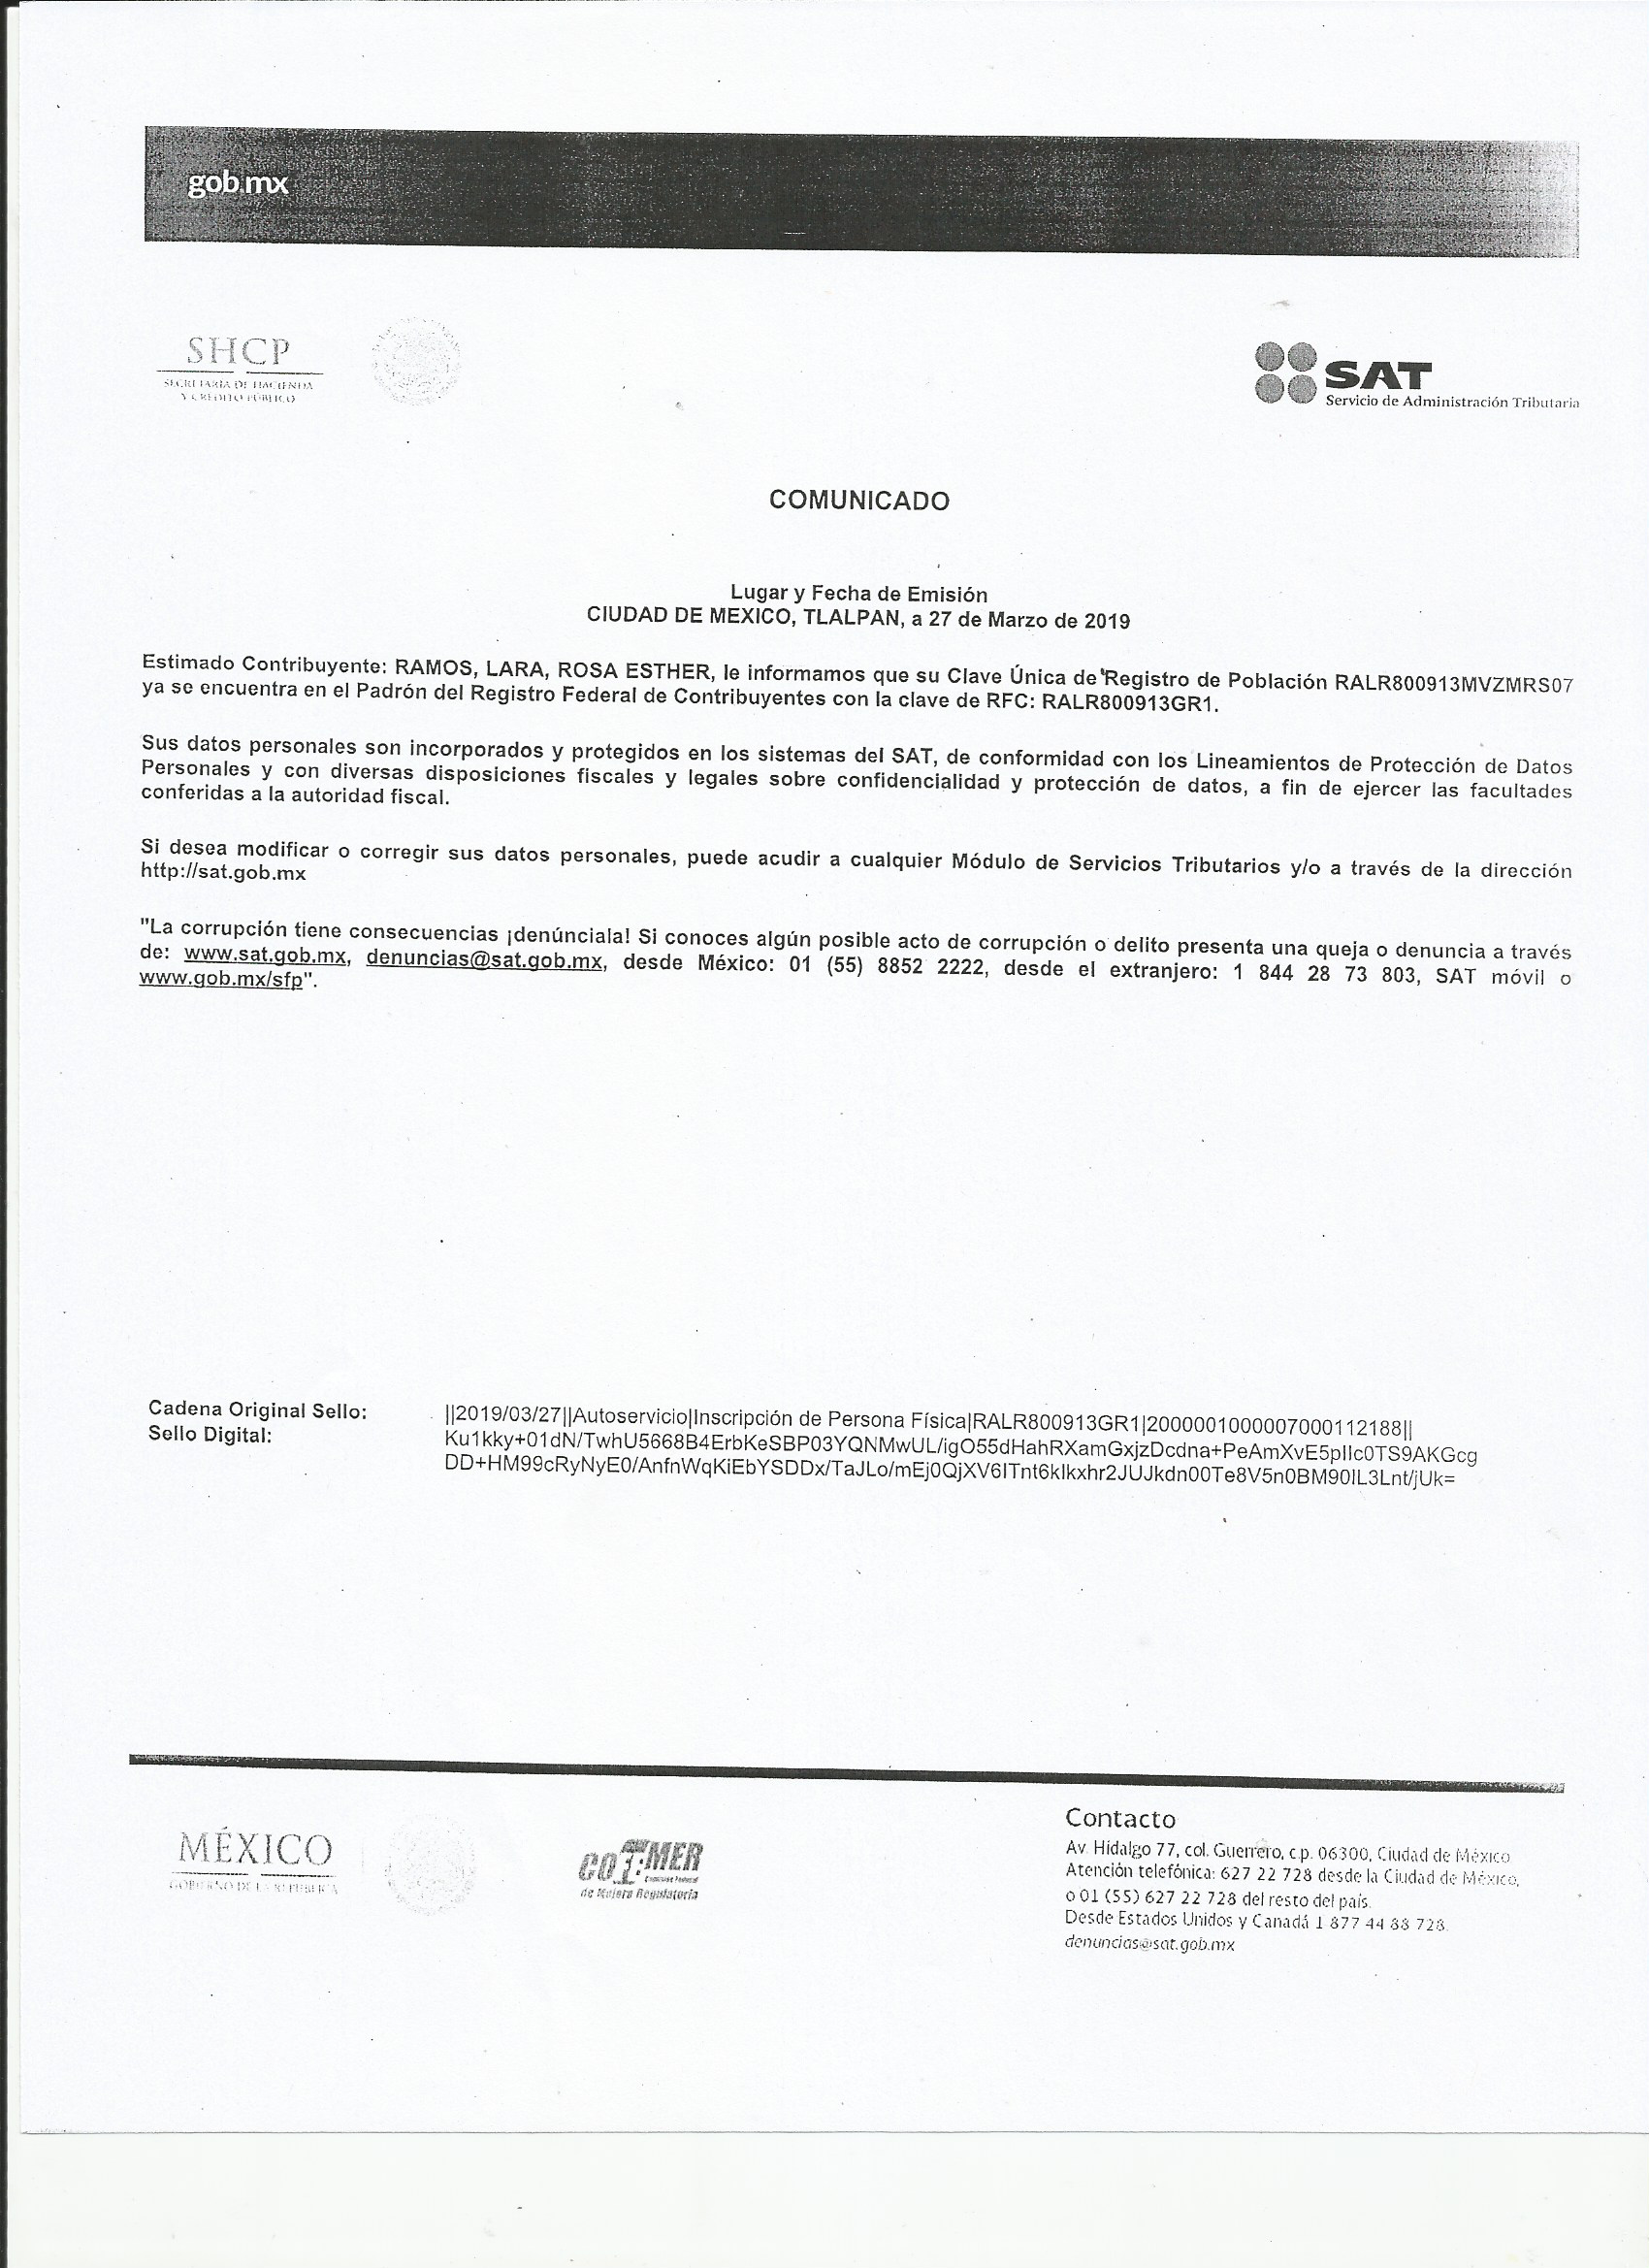 gob.mx
SHCP
SECRETARÍA DE HACIENDA
Y CRÉDITO PÚBLICO
SAT
Servicio de Administración Tributaria
COMUNICADO
Lugar y Fecha de Emisión
CIUDAD DE MEXICO, TLALPAN, a 27 de Marzo de 2019
Estimado Contribuyente: RAMOS, LARA, ROSA ESTHER, le informamos que su Clave Única de Registro de Población RALR800913MVZMRS07
ya se encuentra en el Padrón del Registro Federal de Contribuyentes con la clave de RFC: RALR800913GR1.
Sus datos personales son incorporados y protegidos en los sistemas del SAT, de conformidad con los Lineamientos de Protección de Datos
Personales y con diversas disposiciones fiscales y legales sobre confidencialidad y protección de datos, a fin de ejercer las facultades
conferidas a la autoridad fiscal.
Si desea modificar o corregir sus datos personales, puede acudir a cualquier Módulo de Servicios Tributarios y/o a través de la dirección
http://sat.gob.mx
"La corrupción tiene consecuencias ¡denúnciala! Si conoces algún posible acto de corrupción o delito presenta una queja o denuncia a través
de: www.sat.gob.mx, denuncias@sat.gob.mx, desde México: 01 (55) 8852 2222, desde el extranjero: 1 844 28 73 803, SAT móvil o
www.gob.mx/sfp".
Cadena Original Sello: ||2019/03/27||Autoservicio|Inscripción de Persona Física|RALR800913GR1|2000001000007000112188||
Sello Digital: Ku1kky+01dN/TwhU5668B4ErbKeSBP03YQNMwUL/igO55dHahRXamGxjzDcdna+PeAmXvE5pIlc0TS9AKGcg
DD+HM99cRyNyE0/AnfnWqKiEbYSDDx/TaJLo/mEj0QjXV6ITnt6kIkxhr2JUJkdn00Te8V5n0BM90IL3Lnt/jUk=
MÉXICO
GOBIERNO DE LA REPÚBLICA
de Mejora Regulatoria
Contacto
Av. Hidalgo 77, col. Guerrero, c.p. 06300, Ciudad de México
Atención telefónica: 627 22 728 desde la Ciudad de México,
o 01 (55) 627 22 728 del resto del país.
Desde Estados Unidos y Canadá 1 877 44 88 728.
denuncias@sat.gob.mx